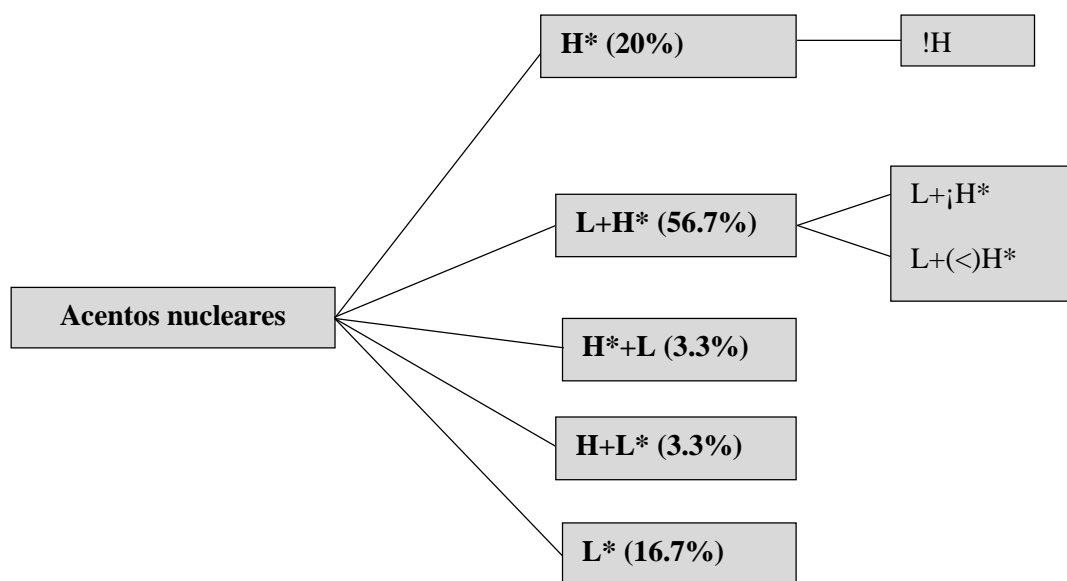 H* (20%)
!H
L+H* (56.7%)
L+¡H*
L+(<)H*
Acentos nucleares
H*+L (3.3%)
H+L* (3.3%)
L* (16.7%)